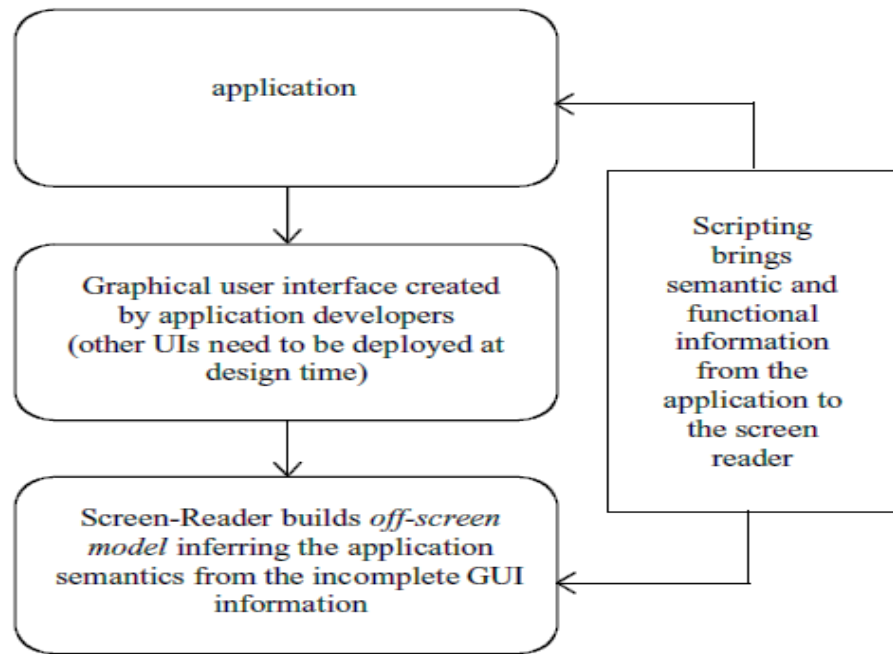 application
Graphical user interface created
by application developers
(other UIs need to be deployed at
design time)
Screen-Reader builds off-screen
model inferring the application
semantics from the incomplete GUI
information
Scripting
brings
semantic and
functional
information
from the
application to
the screen
reader